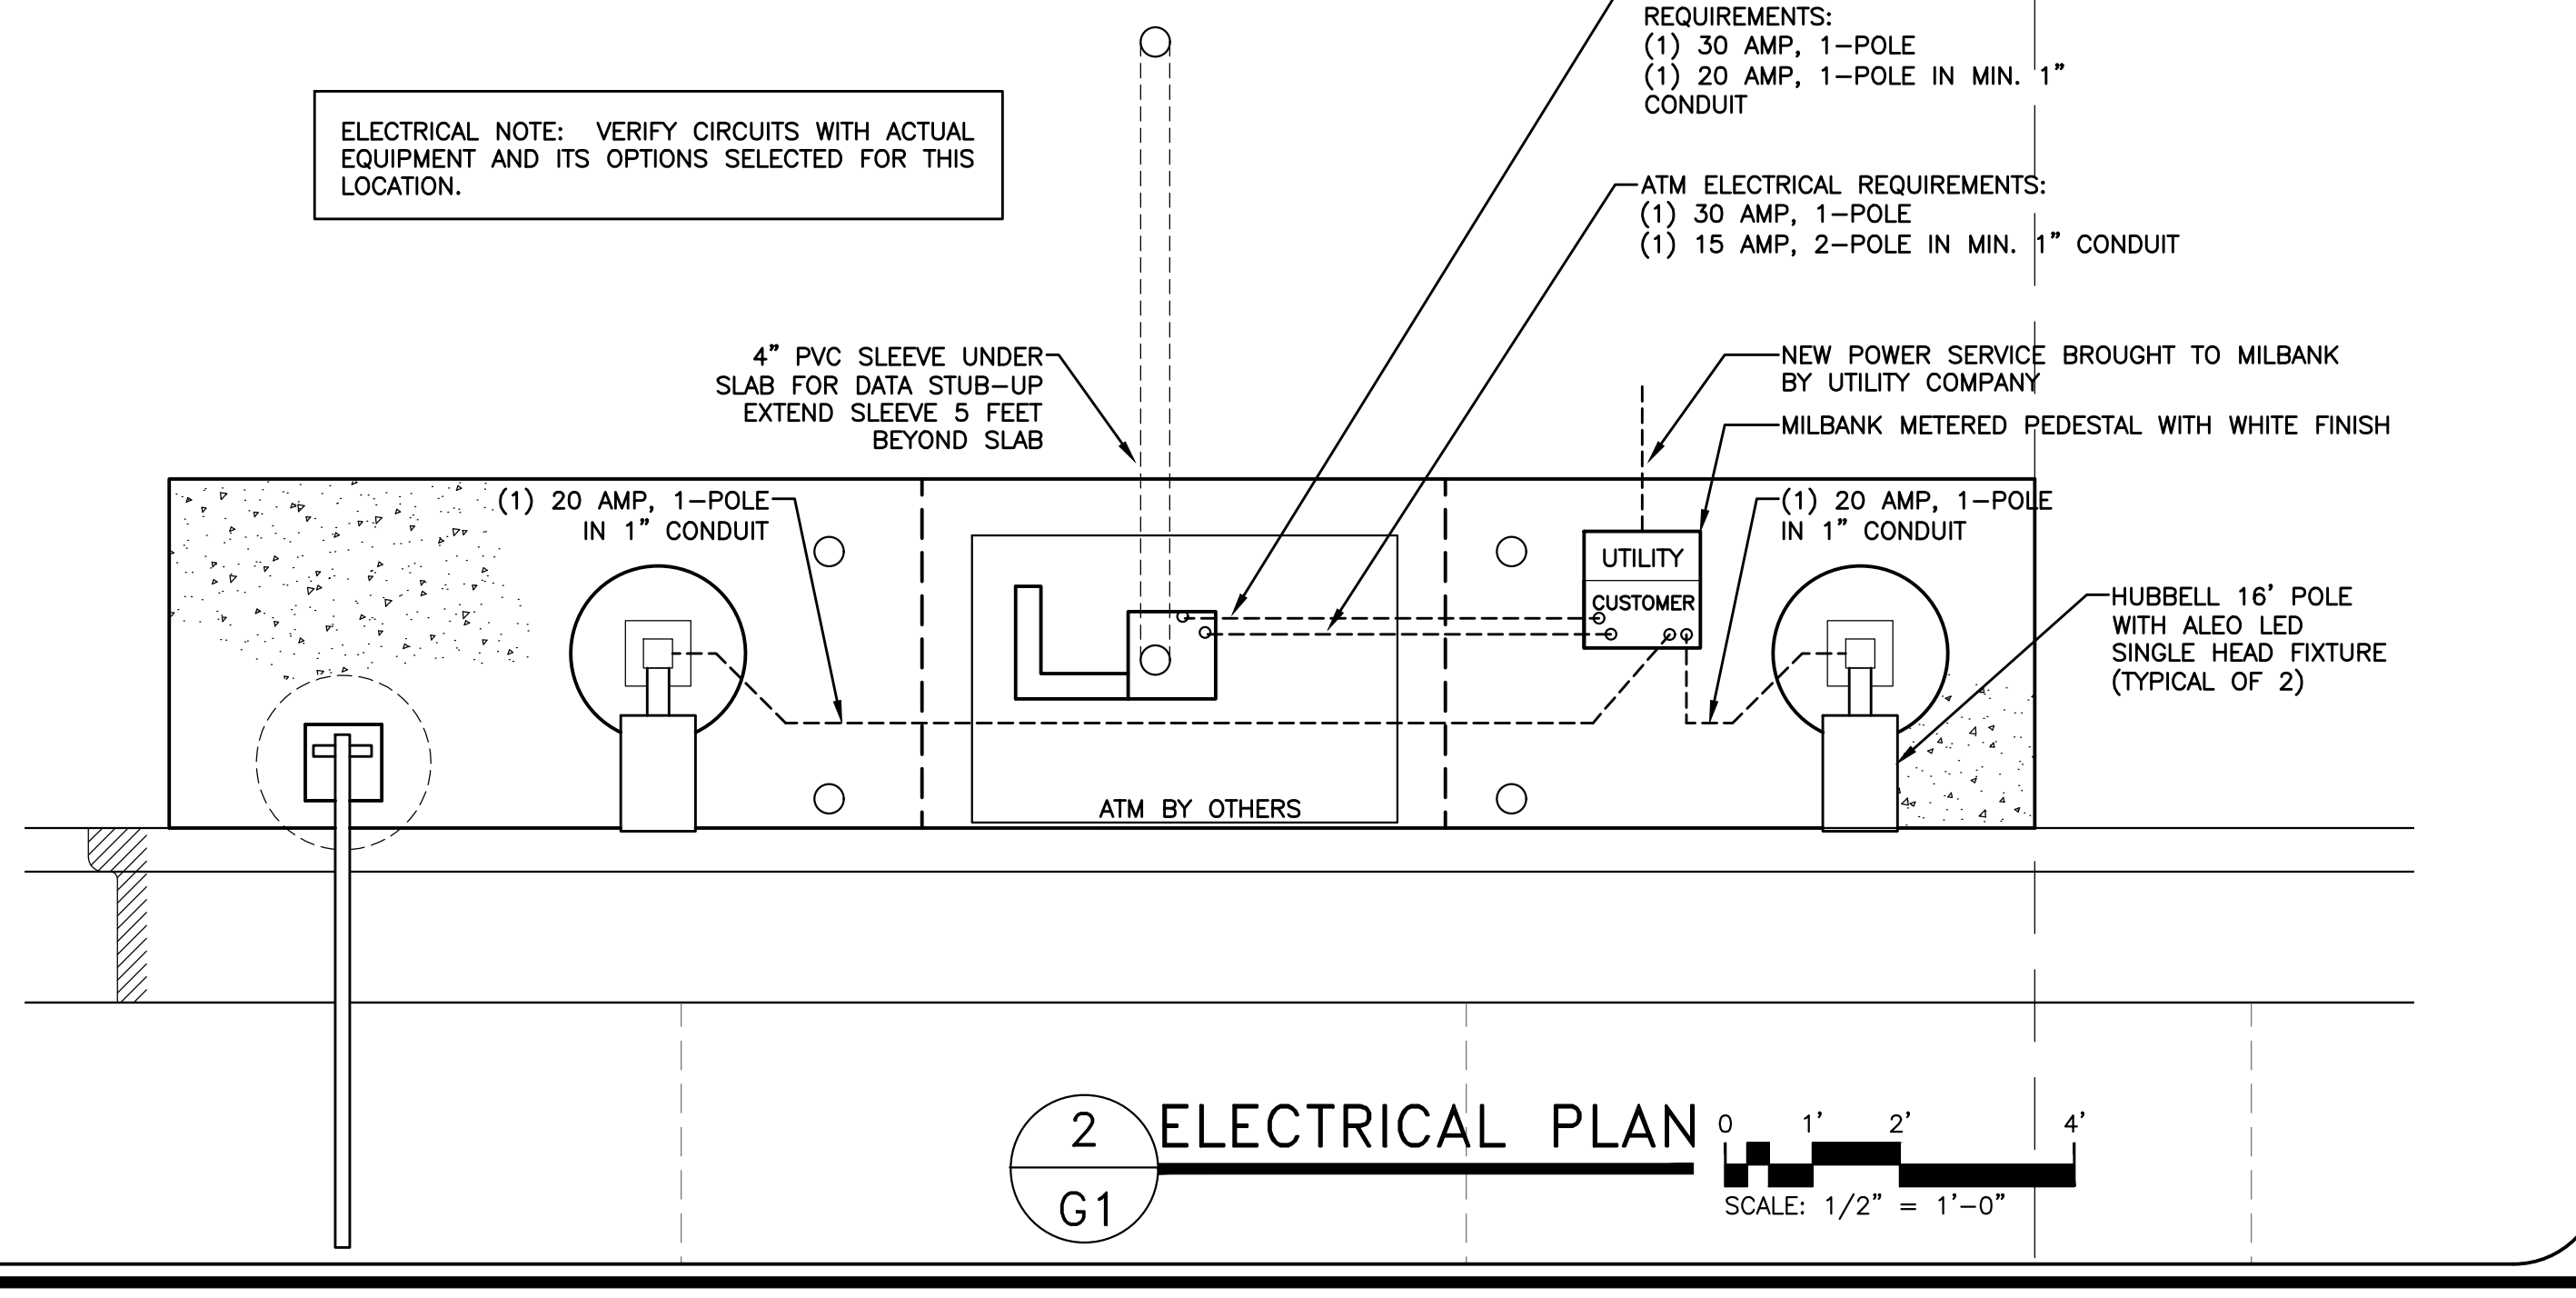 REQUIREMENTS:
(1) 30 AMP, 1-POLE
(1) 20 AMP, 1-POLE IN MIN. 1"
CONDUIT
ELECTRICAL NOTE: VERIFY CIRCUITS WITH ACTUAL
EQUIPMENT AND ITS OPTIONS SELECTED FOR THIS
LOCATION.
ATM ELECTRICAL REQUIREMENTS:
(1) 30 AMP, 1-POLE
(1) 15 AMP, 2-POLE IN MIN. 1" CONDUIT
4" PVC SLEEVE UNDER
SLAB FOR DATA STUB-UP
EXTEND SLEEVE 5 FEET
BEYOND SLAB
NEW POWER SERVICE BROUGHT TO MILBANK
BY UTILITY COMPANY
MILBANK METERED PEDESTAL WITH WHITE FINISH
(1) 20 AMP, 1-POLE
IN 1" CONDUIT
(1) 20 AMP, 1-POLE
IN 1" CONDUIT
UTILITY
CUSTOMER
HUBBELL 16' POLE
WITH ALEO LED
SINGLE HEAD FIXTURE
(TYPICAL OF 2)
ATM BY OTHERS
2
G1
ELECTRICAL PLAN
0 1' 2' 4'
SCALE: 1/2" = 1'-0"